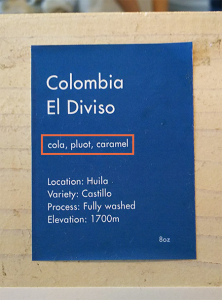 Colombia
El Diviso
cola, pluot, caramel
Location: Huila
Variety: Castillo
Process: Fully washed
Elevation: 1700m
8oz